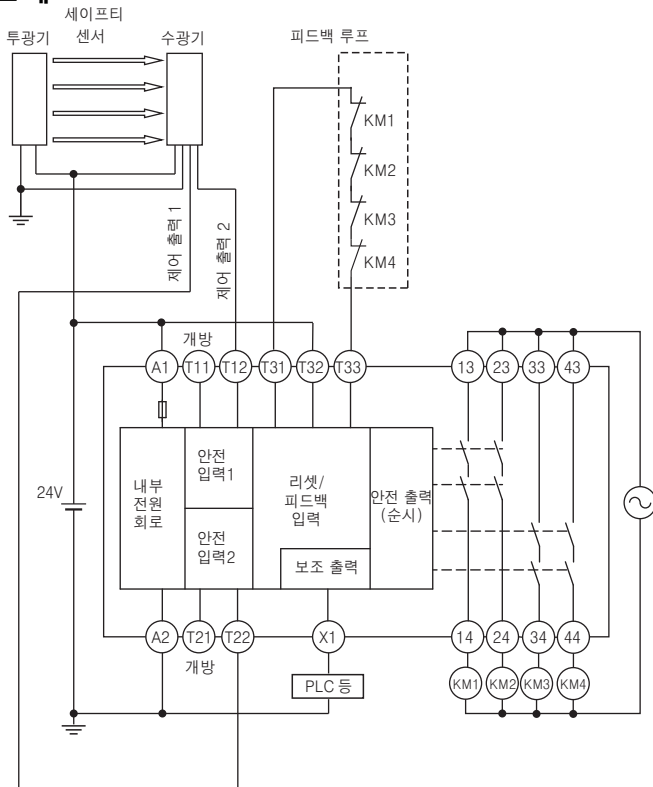 세이프티
센서
투광기
수광기
피드백 루프
KM1
KM2
KM3
KM4
제어 출력 1
제어 출력 2
개방
A1
T11
T12
T31
T32
T33
13
23
33
43
24V
내부
전원
회로
안전
입력1
안전
입력2
리셋/
피드백
입력
보조 출력
안전 출력
(순시)
A2
T21
T22
X1
14
24
34
44
개방
PLC 등
KM1
KM2
KM3
KM4